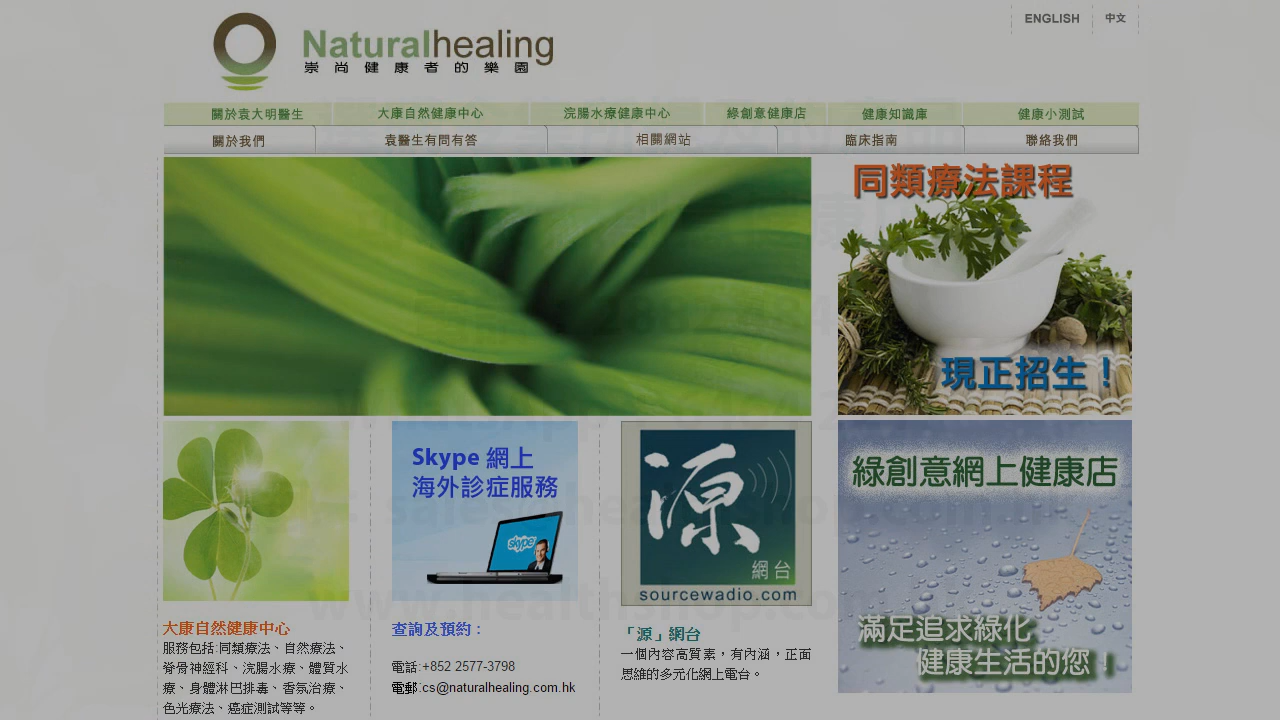 ENGLISH
中文
Naturalhealing
崇尚健康者的樂園
關於袁大明醫生
大康自然健康中心
浣腸水療健康中心
綠創意健康店
健康知識庫
健康小測試
關於我們
袁醫生有問有答
相關網站
臨床指南
聯絡我們
同類療法課程
現正招生！
Skype 網上
海外診症服務
skype
源
網台
sourcewadio.com
綠創意網上健康店
滿足追求綠化
健康生活的您！
大康自然健康中心
服務包括:同類療法、自然療法、
脊骨神經科、浣腸水療、體質治
療、身體淋巴排毒、香薰治療、
色光療法、癌症測試等等。
查詢及預約：
電話:+852 2577-3798
電郵:cs@naturalhealing.com.hk
「源」網台
一個內容高質素，有內涵，正面
思維的多元化網上電台。